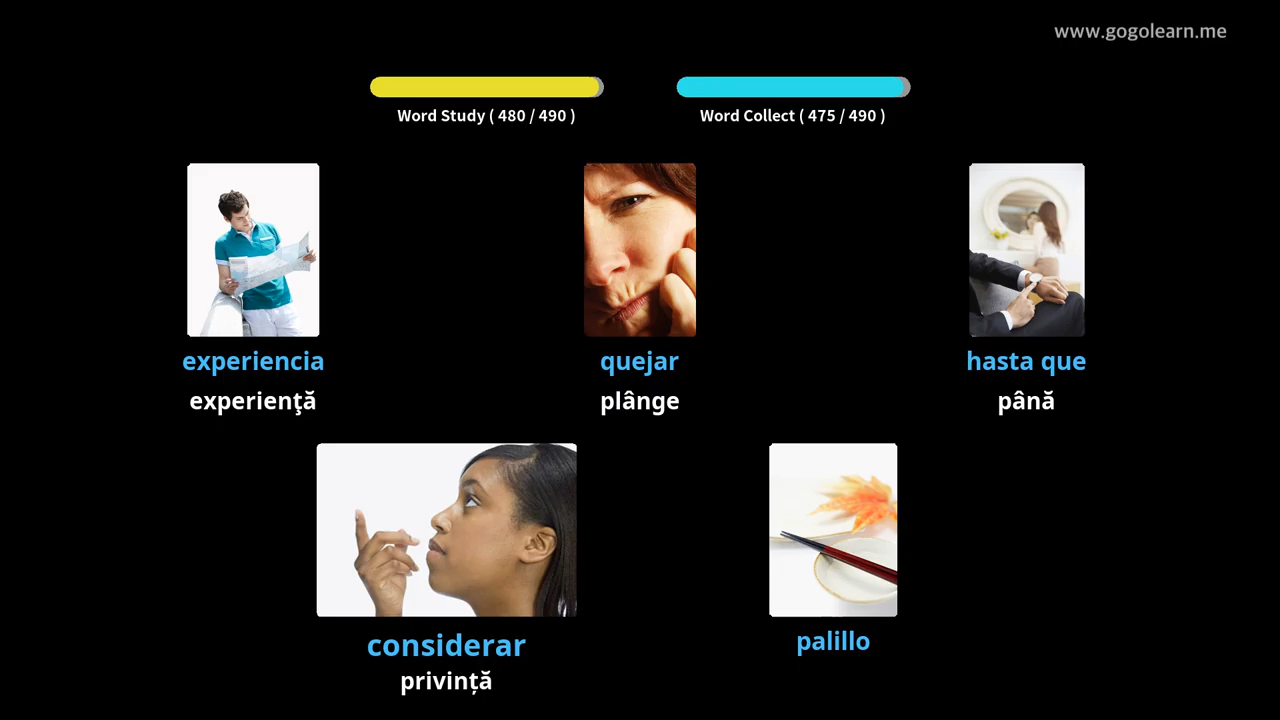 www.gogolearn.me
Word Study ( 480 / 490 )
Word Collect ( 475 / 490 )
experiencia
experienţă
quejar
plânge
hasta que
până
considerar
privință
palillo